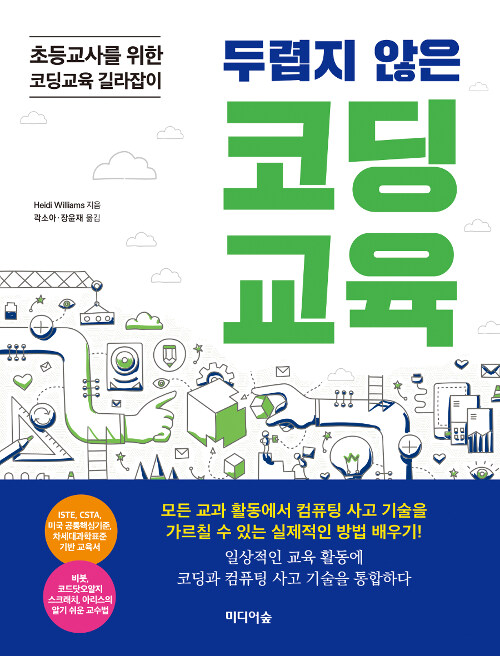 초등교사를 위한
코딩교육 길라잡이
두렵지 않은
코딩
교육
Heidi Williams 지음
곽소아·장윤재 옮김
ISTE, CSTA,
미국 공통핵심기준,
차세대과학표준
기반 교육서
비봇,
코드닷오알지
스크래치, 아리스의
알기 쉬운 교수법
모든 교과 활동에서 컴퓨팅 사고 기술을
가르칠 수 있는 실제적인 방법 배우기!
일상적인 교육 활동에
코딩과 컴퓨팅 사고 기술을 통합하다
미디어숲